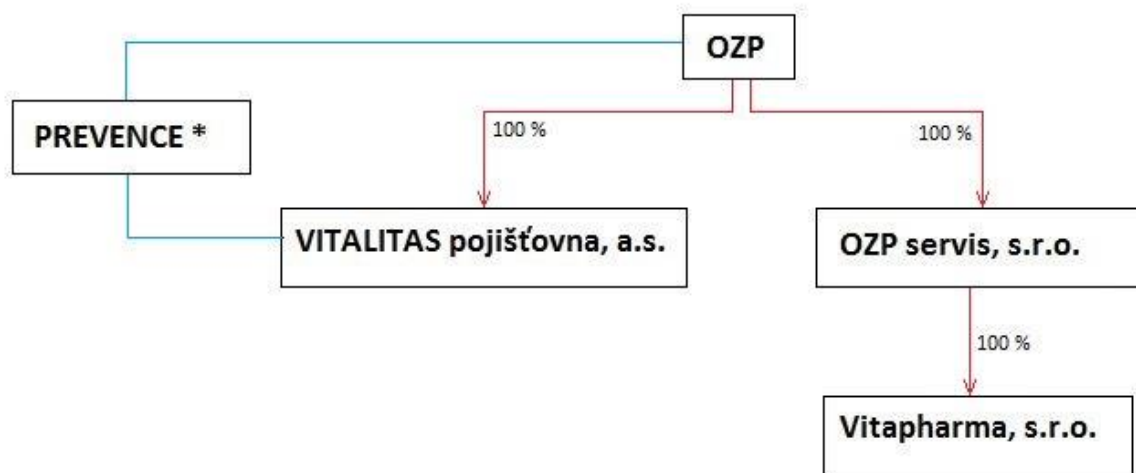 OZP
PREVENCE *
100 %
100 %
VITALITAS pojišťovna, a.s.
OZP servis, s.r.o.
100 %
Vitapharma, s.r.o.